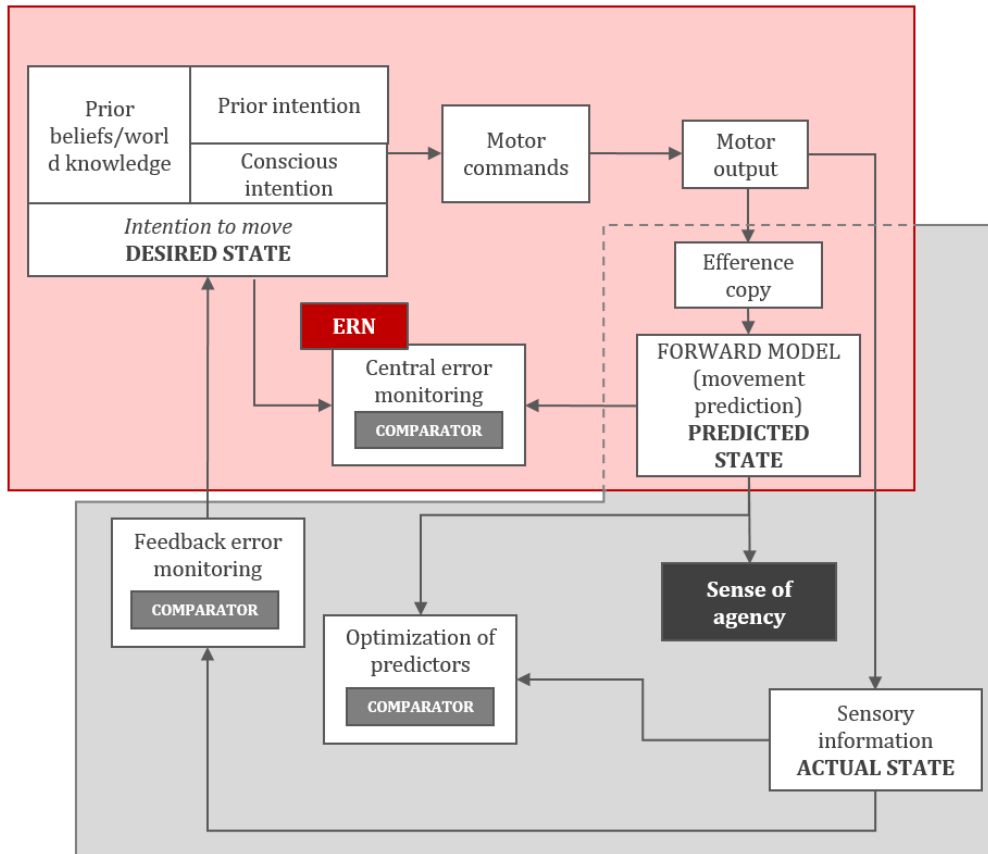 Prior
beliefs/worl
d knowledge
Prior intention
Conscious
intention
Intention to move
DESIRED STATE
Motor
commands
Motor
output
Efference
copy
ERN
Central error
monitoring
COMPARATOR
FORWARD MODEL
(movement
prediction)
PREDICTED
STATE
Feedback error
monitoring
COMPARATOR
Sense of
agency
Optimization of
predictors
COMPARATOR
Sensory
information
ACTUAL STATE